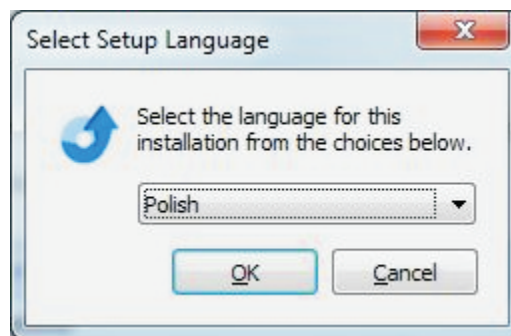 Select Setup Language
Select the language for this
installation from the choices below.
Polish
OK
Cancel